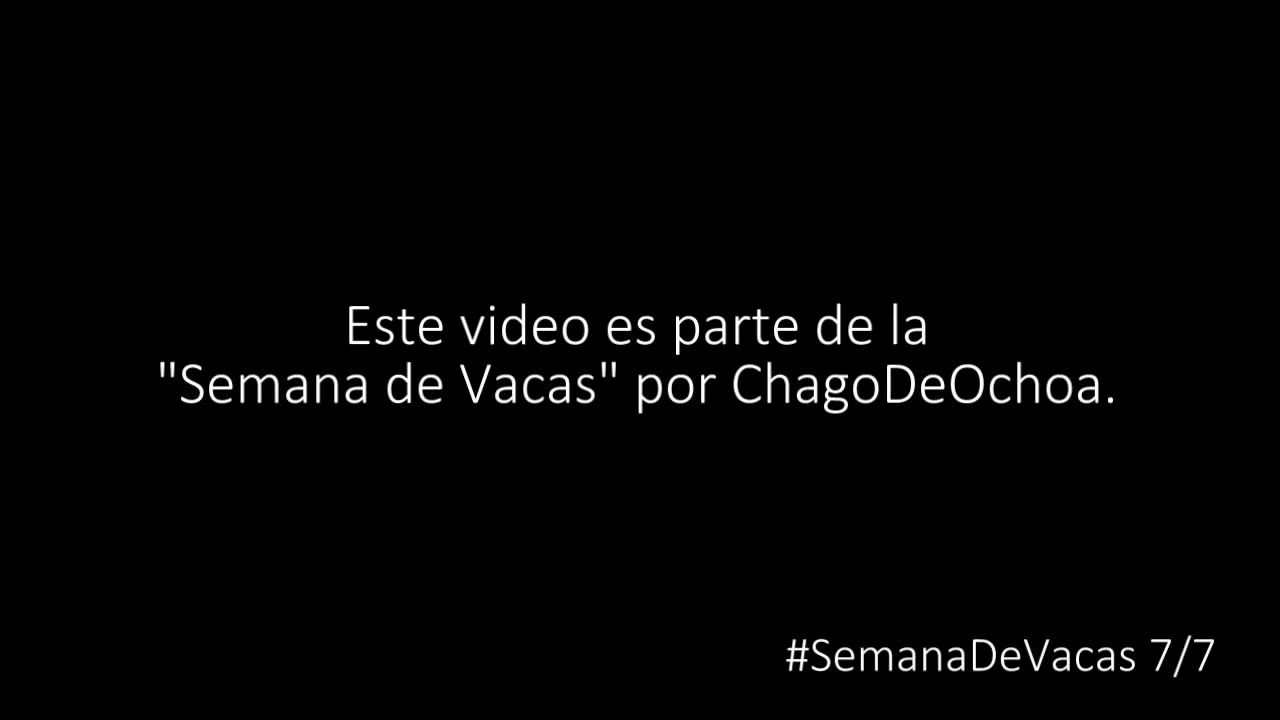 Este video es parte de la
"Semana de Vacas" por ChagoDeOchoa.
#SemanaDeVacas 7/7